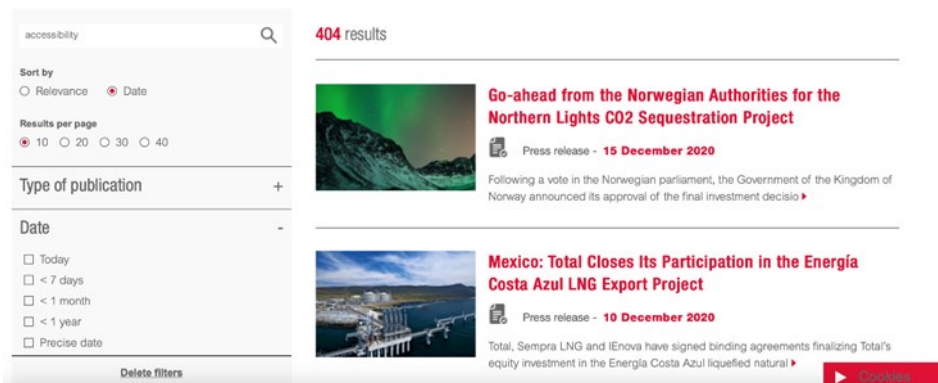 accessibility
Sort by
Relevance Date
Results per page
10 20 30 40
Type of publication +
Date -
Today
< 7 days
< 1 month
< 1 year
Precise date
Delete filters
404 results
Go-ahead from the Norwegian Authorities for the
Northern Lights CO2 Sequestration Project
Press release - 15 December 2020
Following a vote in the Norwegian parliament, the Government of the Kingdom of
Norway announced its approval of the final investment decisio
Mexico: Total Closes Its Participation in the Energía
Costa Azul LNG Export Project
Press release - 10 December 2020
Total, Sempra LNG and IEnova have signed binding agreements finalizing Total's
equity investment in the Energía Costa Azul liquefied natural
Cookies